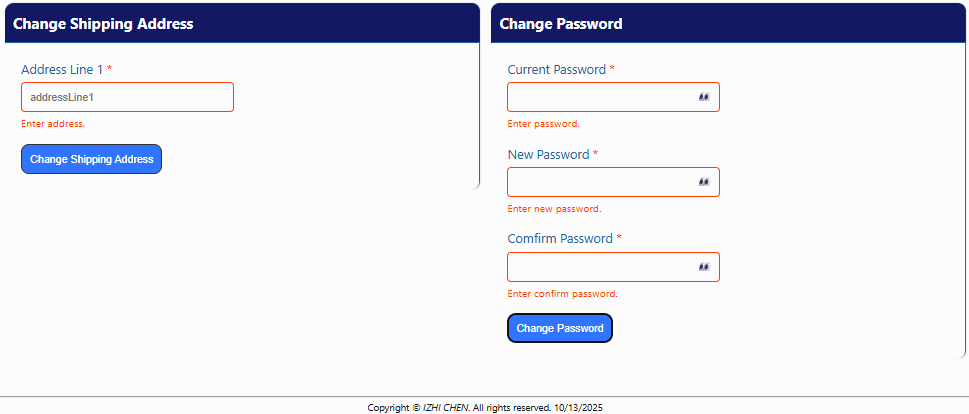 Change Shipping Address
Address Line 1 *
addressLine1
Enter address.
Change Shipping Address
Change Password
Current Password *
Enter password.
New Password *
Enter new password.
Comfirm Password *
Enter confirm password.
Change Password
Copyright © IZHI CHEN. All rights reserved. 10/13/2025